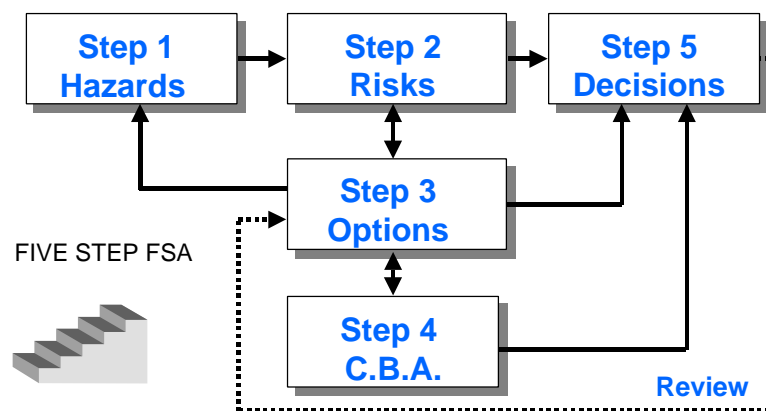 Step 1
Hazards
Step 2
Risks
Step 5
Decisions
Step 3
Options
FIVE STEP FSA
Step 4
C.B.A.
Review